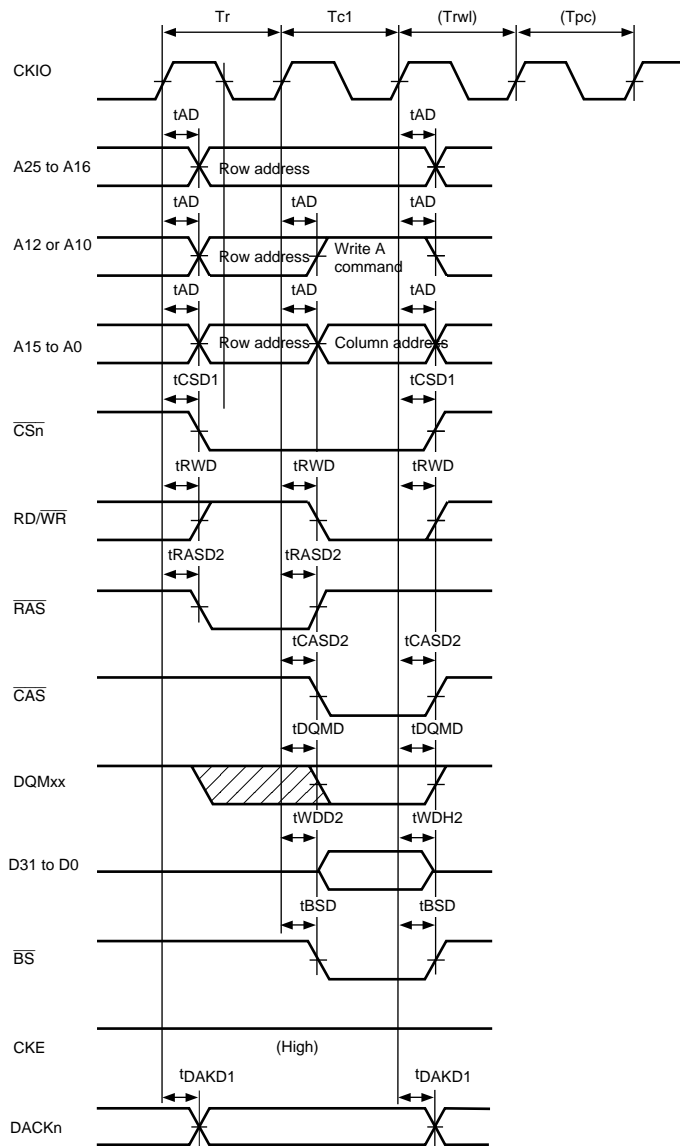 Tr Tc1 (Trwl) (Tpc)
CKIO
tAD tAD
A25 to A16 Row address
tAD tAD tAD
A12 or A10 Row address Write A command
tAD tAD tAD
A15 to A0 Row address Column address
tCSD1 tCSD1
CSn
tRWD tRWD tRWD
RD/WR
tRASD2 tRASD2
RAS
tCASD2 tCASD2
CAS
tDQMD tDQMD
DQMxx
tWDD2 tWDH2
D31 to D0
tBSD tBSD
BS
CKE (High)
tDAKD1 tDAKD1
DACKn